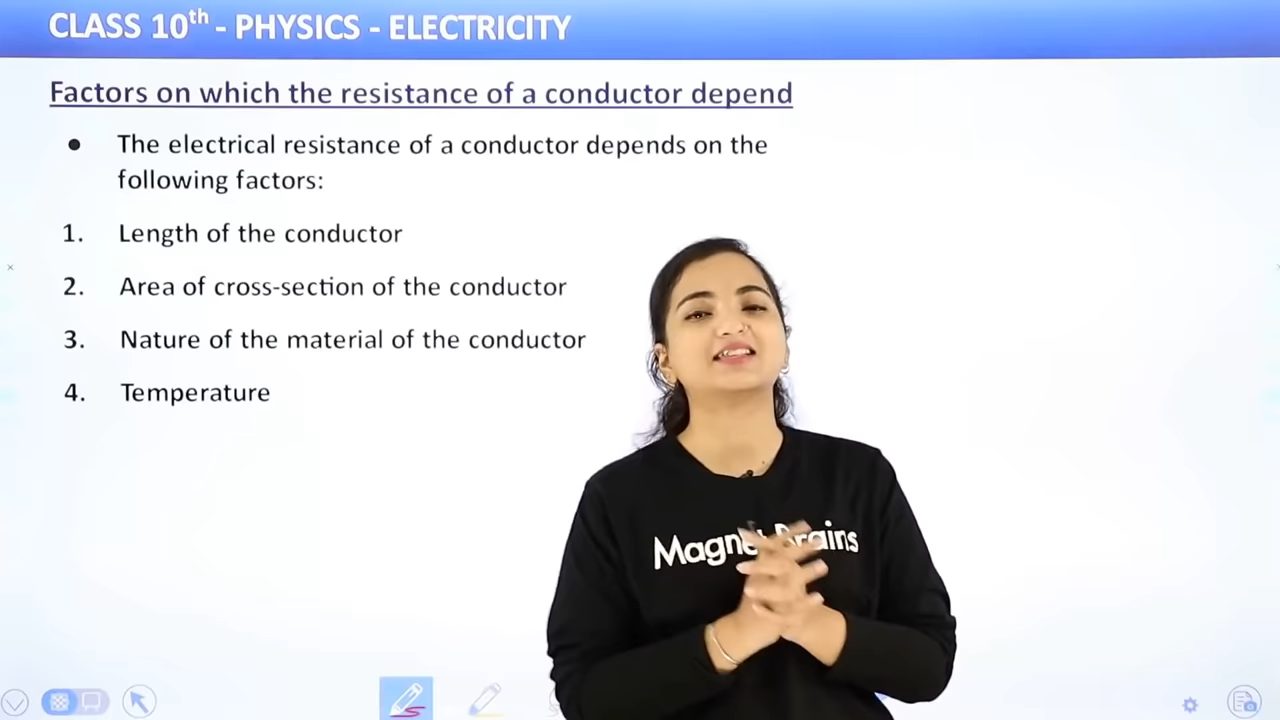 CLASS 10th - PHYSICS - ELECTRICITY
Factors on which the resistance of a conductor depend
● The electrical resistance of a conductor depends on the
following factors:
1. Length of the conductor
2. Area of cross-section of the conductor
3. Nature of the material of the conductor
4. Temperature
Magnet Brains